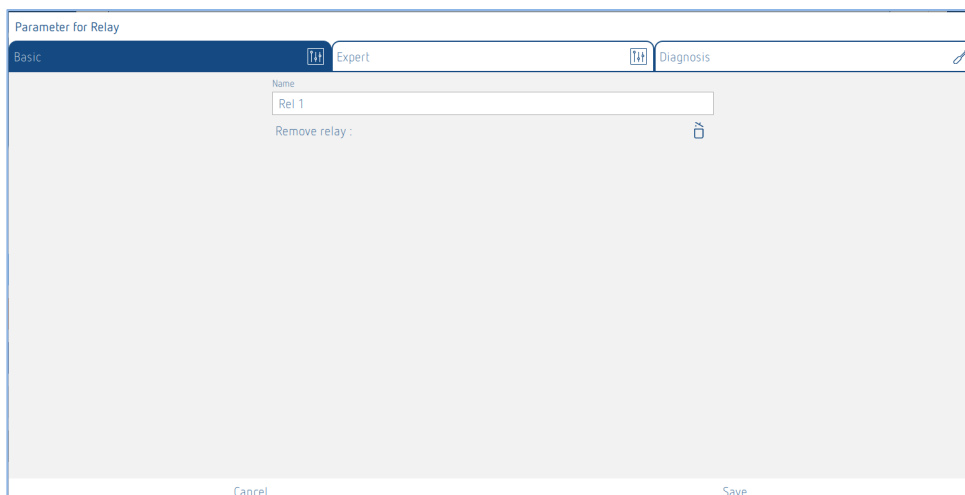 Parameter for Relay
Basic
Expert
Diagnosis
Name
Rel 1
Remove relay :
Cancel
Save